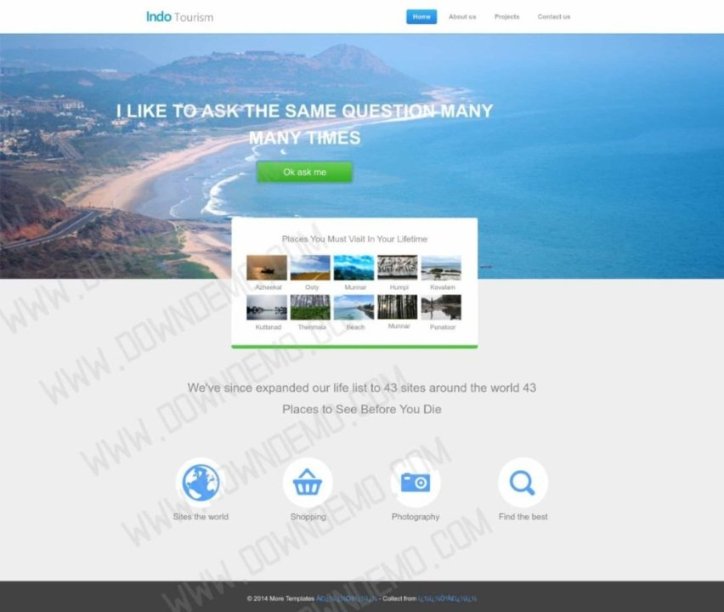 Indo Tourism
Home About us Projects Contact us
I LIKE TO ASK THE SAME QUESTION MANY
MANY TIMES
Ok ask me
Places You Must Visit In Your Lifetime
Azheekal Ooty Munnar Humpi Kovalam
Kuttanad Thenmala Beach Munnar Ponatoor
We've since expanded our life list to 43 sites around the world 43
Places to See Before You Die
Sites the world Shopping Photography Find the best
© 2014 More Templates - Collect from
WWW.DOWNDEMO.COM
WWW.DOWNDEMO.COM
WWW.DOWNDEMO.COM
WWW.DOWNDEMO.COM